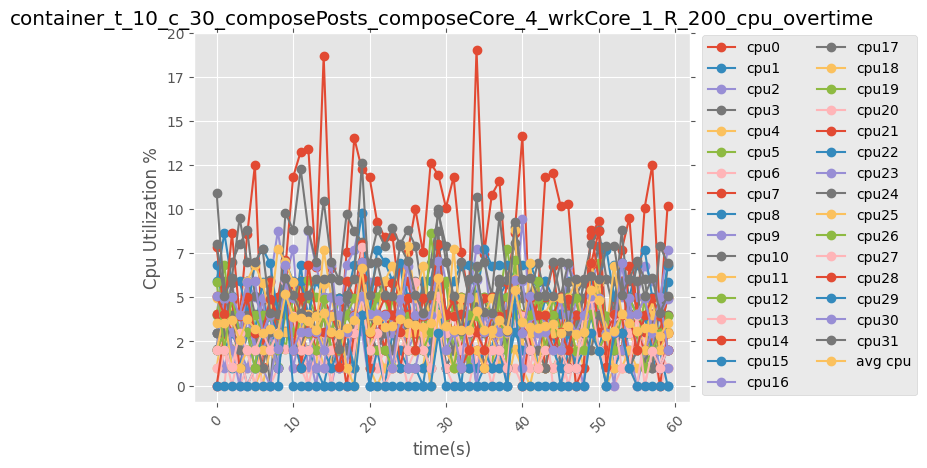 container_t_10_c_30_composePosts_composeCore_4_wrkCore_1_R_200_cpu_overtime
20
17
15
12
10
7
5
2
0
Cpu Utilization %
0
10
20
30
40
50
60
time(s)
cpu0
cpu1
cpu2
cpu3
cpu4
cpu5
cpu6
cpu7
cpu8
cpu9
cpu10
cpu11
cpu12
cpu13
cpu14
cpu15
cpu16
cpu17
cpu18
cpu19
cpu20
cpu21
cpu22
cpu23
cpu24
cpu25
cpu26
cpu27
cpu28
cpu29
cpu30
cpu31
avg cpu